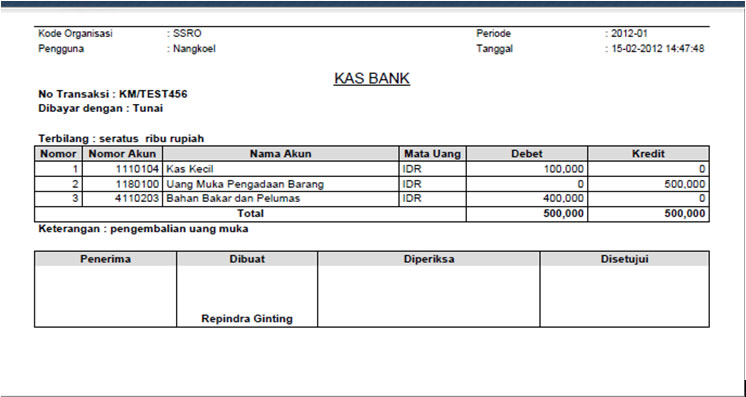 Kode Organisasi : SSRO Periode : 2012-01
Pengguna : Nangkoel Tanggal : 15-02-2012 14:47:48
KAS BANK
No Transaksi : KM/TEST456
Dibayar dengan : Tunai
Terbilang : seratus ribu rupiah
Nomor Nomor Akun Nama Akun Mata Uang Debet Kredit
1 1110104 Kas Kecil IDR 100,000 0
2 1180100 Uang Muka Pengadaan Barang IDR 0 500,000
3 4110203 Bahan Bakar dan Pelumas IDR 400,000 0
Total 500,000 500,000
Keterangan : pengembalian uang muka
Penerima Dibuat Diperiksa Disetujui
Repindra Ginting